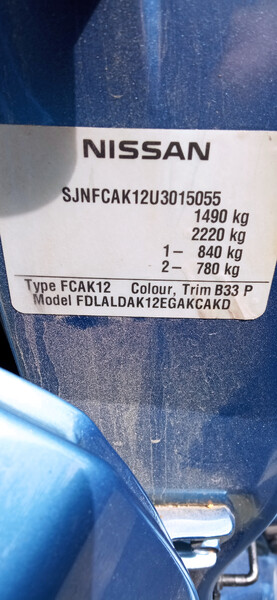 NISSAN
SJNFCAK12U3015055
1490 kg
2220 kg
1– 840 kg
2– 780 kg
Type FCAK12 Colour, Trim B33 P
Model FDLALDAK12EGAKCAKD